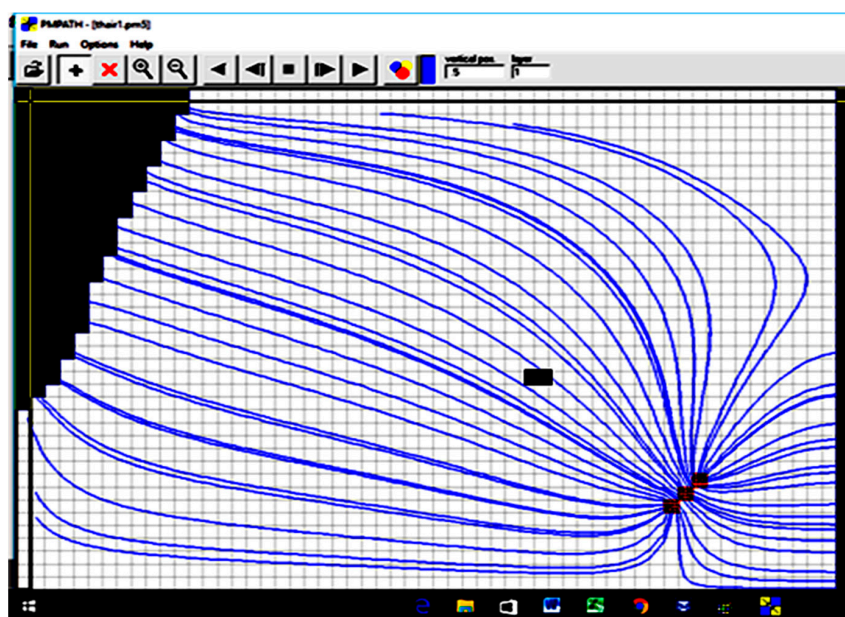 PMPATH - [thair1.pm5]
File Run Options Help
vertical pos. layer
.5 1